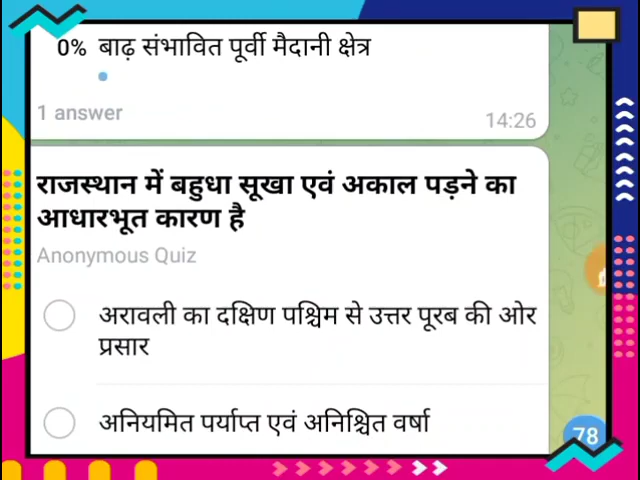 0% बाढ़ संभावित पूर्वी मैदानी क्षेत्र
1 answer
14:26
राजस्थान में बहुधा सूखा एवं अकाल पड़ने का
आधारभूत कारण है
Anonymous Quiz
अरावली का दक्षिण पश्चिम से उत्तर पूरब की ओर
प्रसार
अनियमित पर्याप्त एवं अनिश्चित वर्षा
78